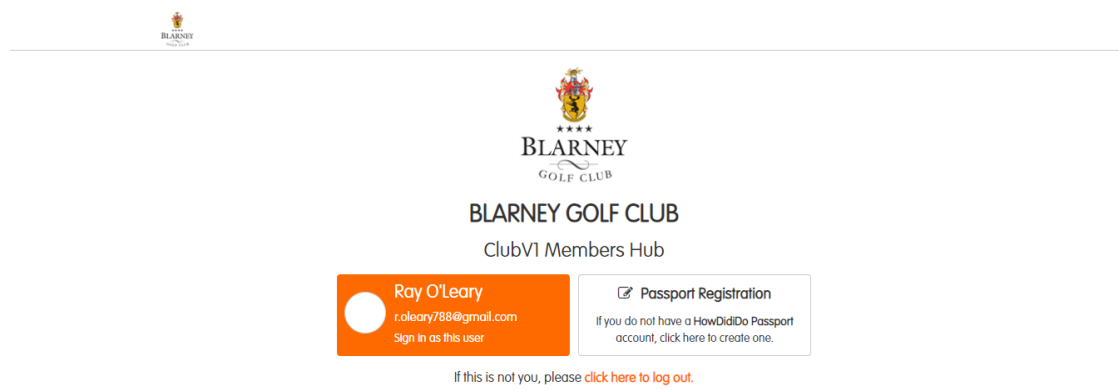 BLARNEY
GOLF CLUB
BLARNEY
GOLF CLUB
BLARNEY GOLF CLUB
ClubV1 Members Hub
Ray O'Leary
r.oleary788@gmail.com
Sign in as this user
Passport Registration
If you do not have a HowDidiDo Passport
account, click here to create one.
If this is not you, please click here to log out.